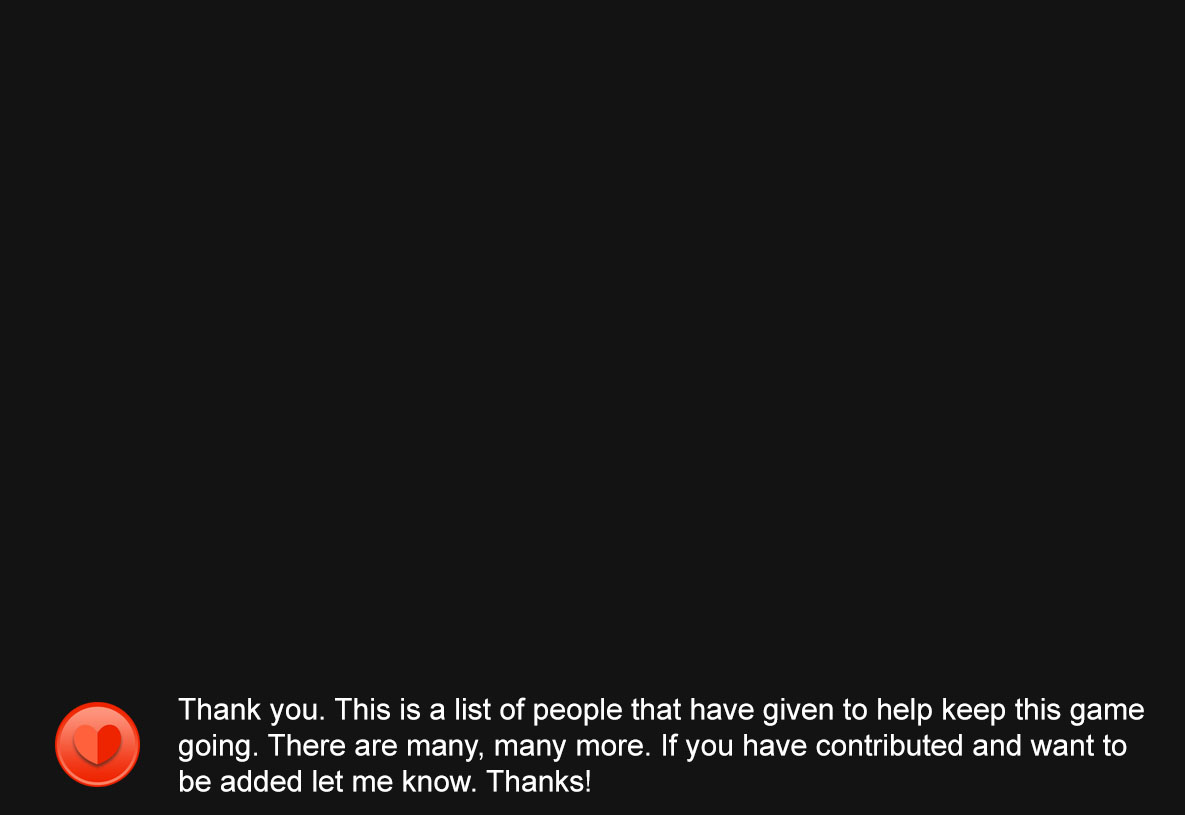 Thank you. This is a list of people that have given to help keep this game
going. There are many, many more. If you have contributed and want to
be added let me know. Thanks!